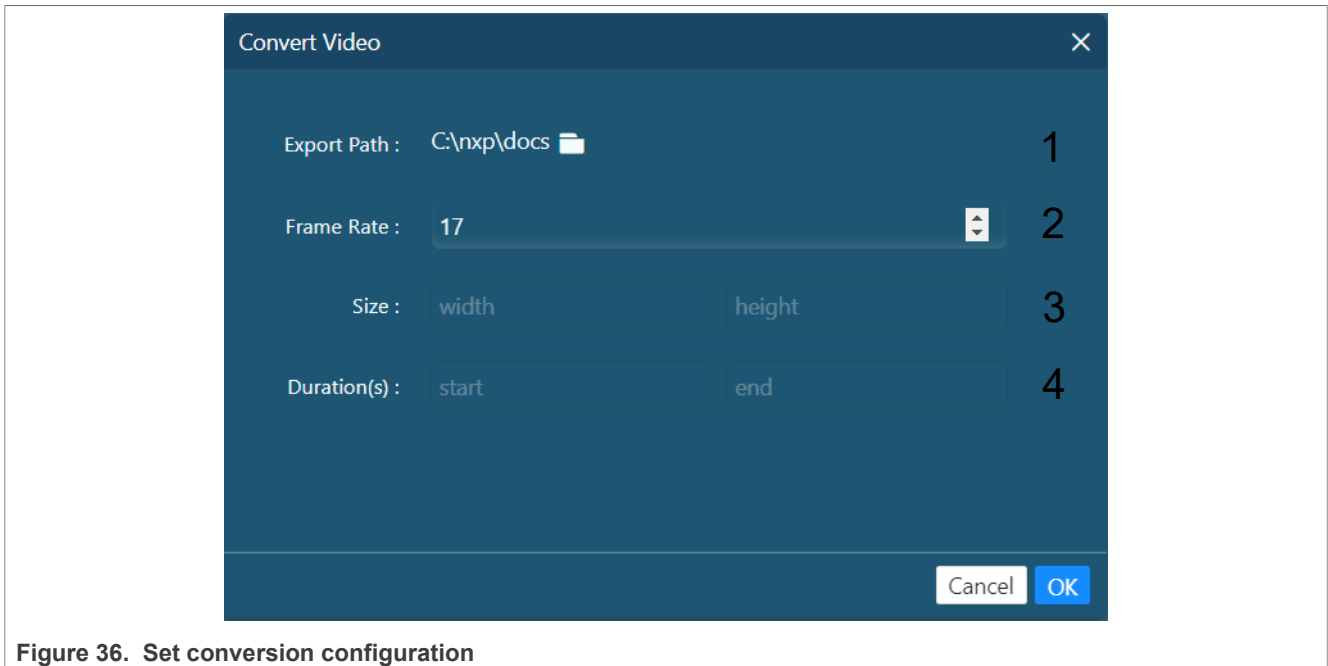 Convert Video
Export Path : C:\nxp\docs 1
Frame Rate : 17 2
Size : width height 3
Duration(s) : start end 4
Cancel OK
Figure 36. Set conversion configuration